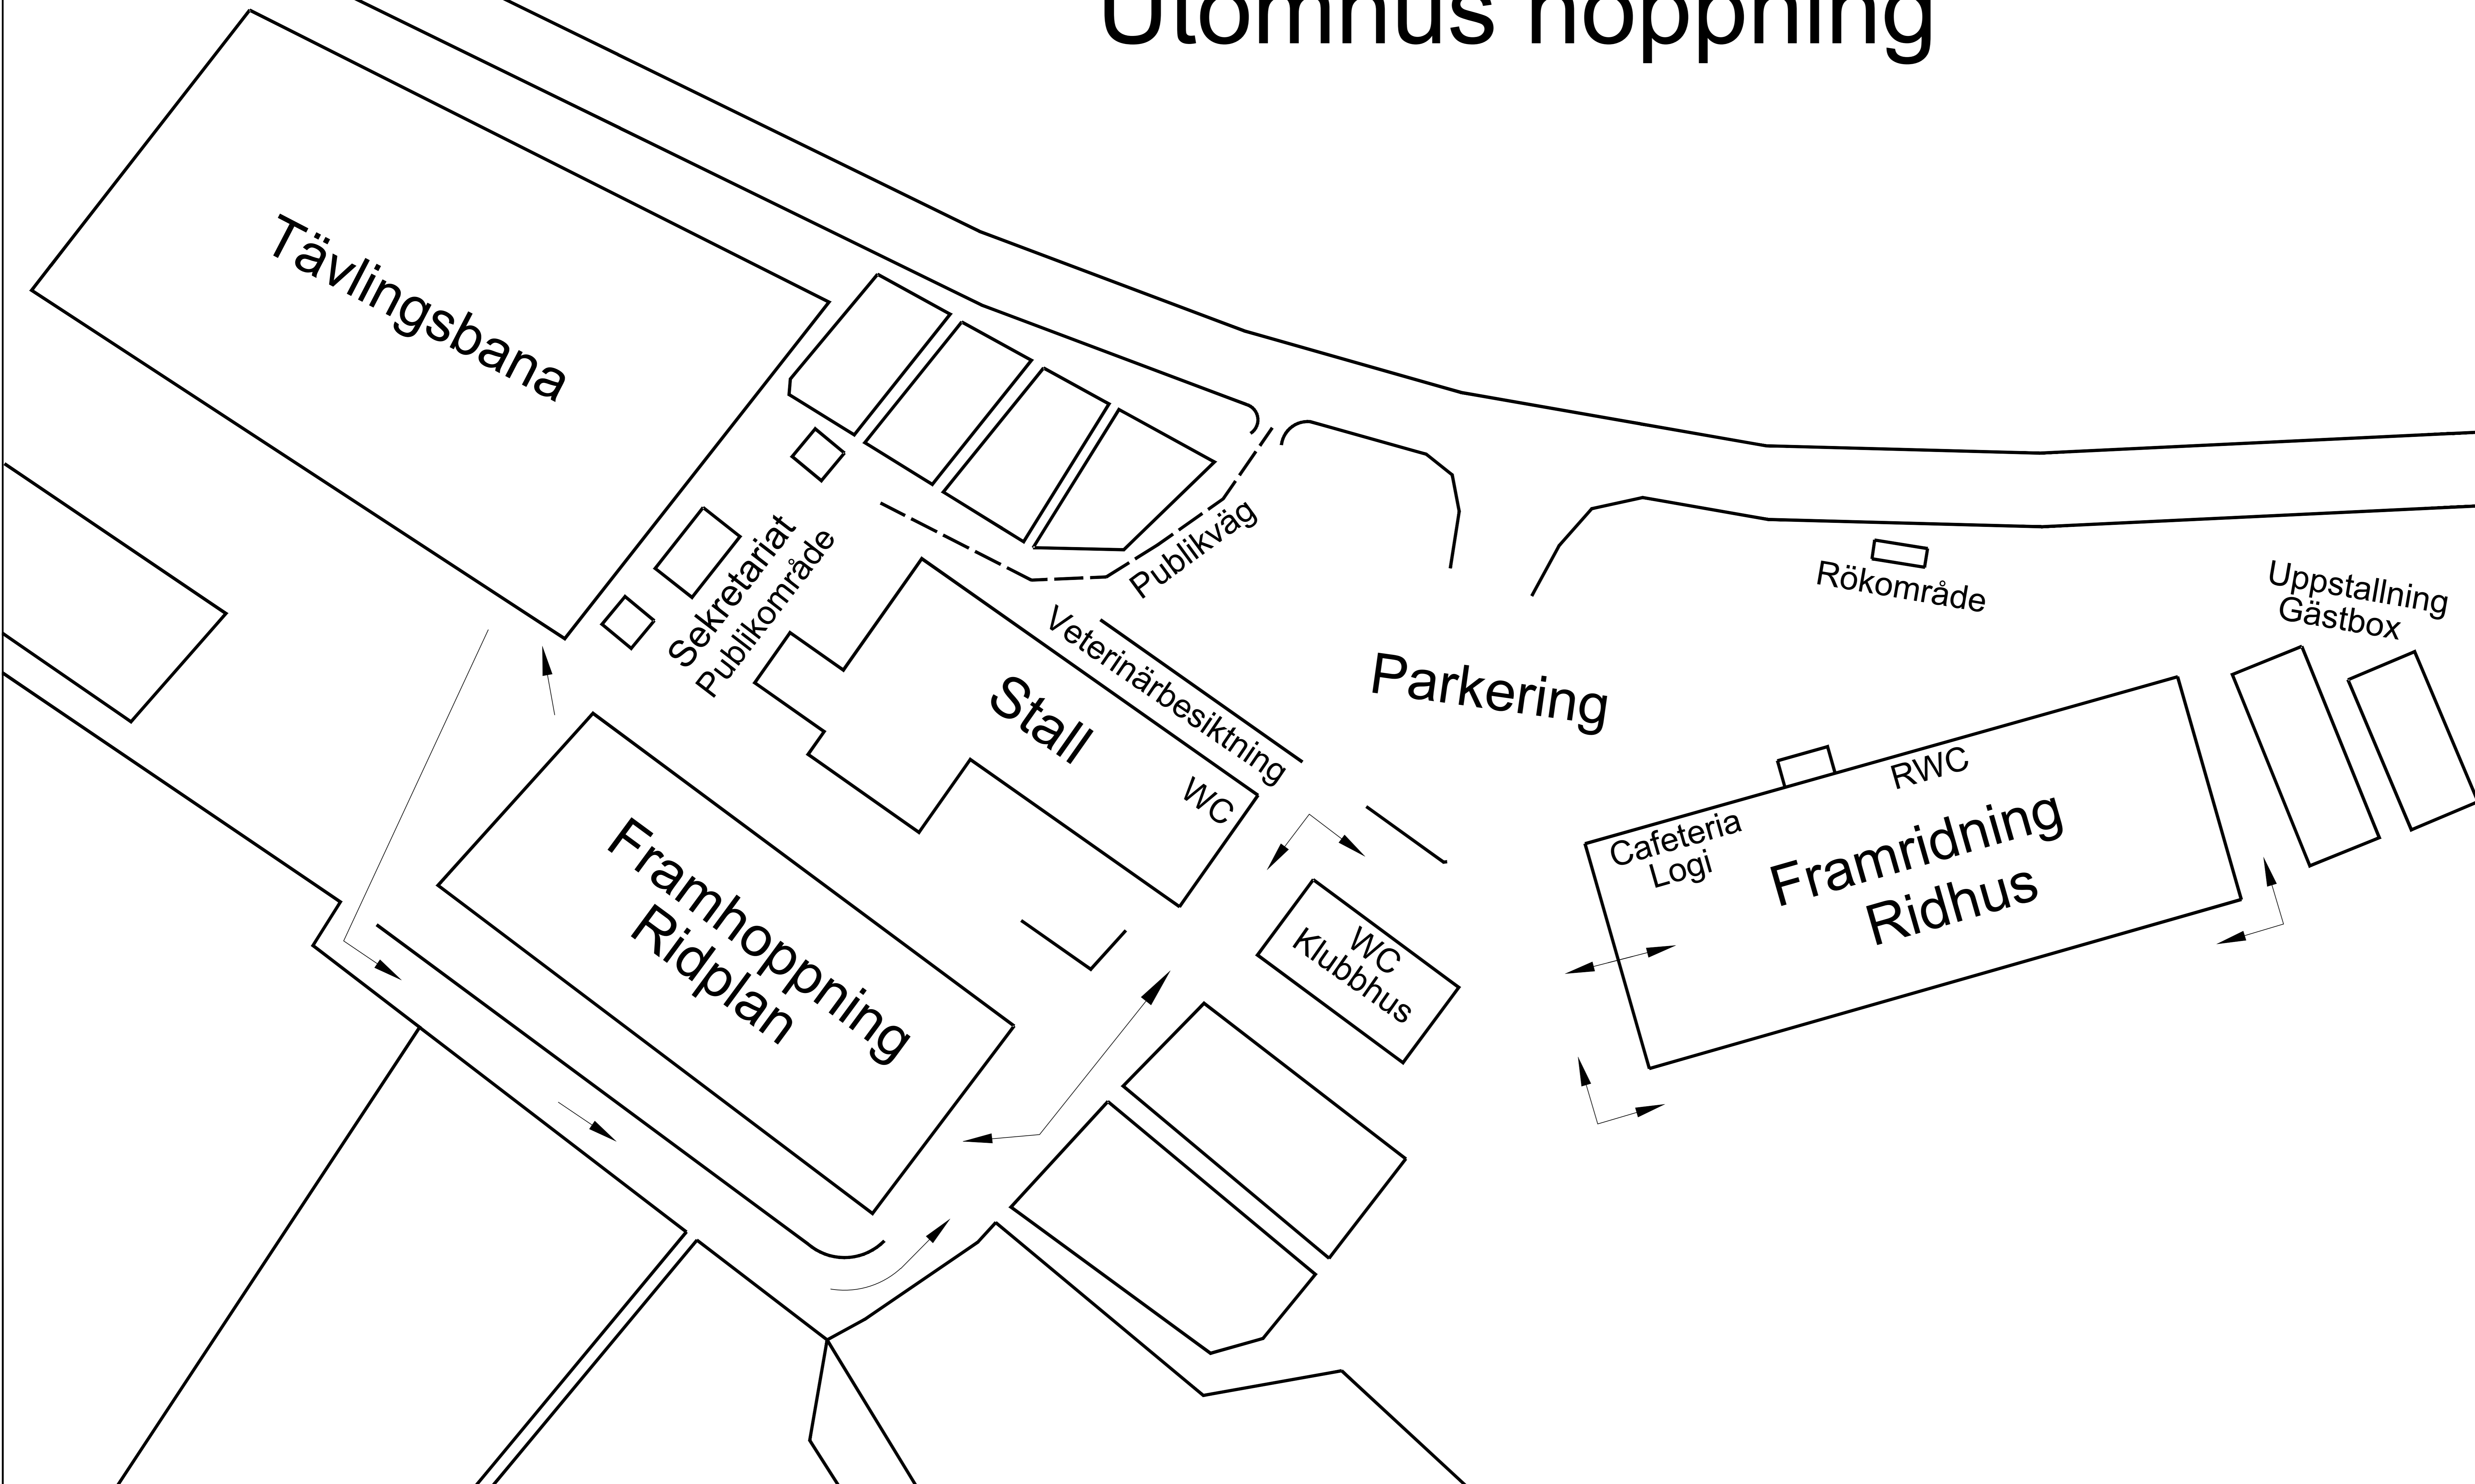 Utomhus hoppning
Tävlingsbana
Sekretariat
Publikområde
Publikväg
Veterinärbesiktning
Stall
WC
Parkering
Rökområde
Uppstallning
Gästbox
RWC
Cafeteria
Logi
Framridning
Ridhus
Framhoppning
Ridplan
WC
Klubbhus